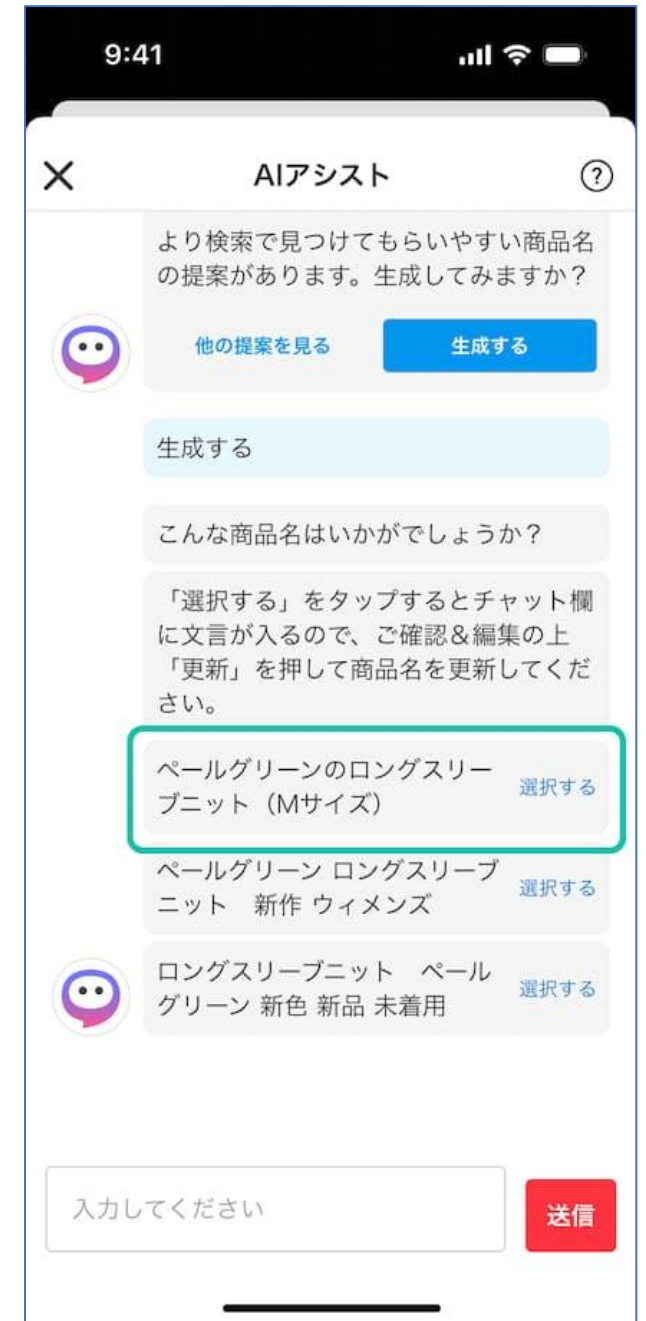 9:41
AIアシスト
?
より検索で見つけてもらいやすい商品名
の提案があります。生成してみますか？
他の提案を見る
生成する
生成する
こんな商品名はいかがでしょうか？
「選択する」をタップするとチャット欄
に文言が入るので、ご確認&編集の上
「更新」を押して商品名を更新してくだ
さい。
ペールグリーンのロングスリー
ブニット（Mサイズ）
選択する
ペールグリーン ロングスリーブ
ニット　新作 ウィメンズ
選択する
ロングスリーブニット　ペール
グリーン 新色 新品 未着用
選択する
入力してください
送信